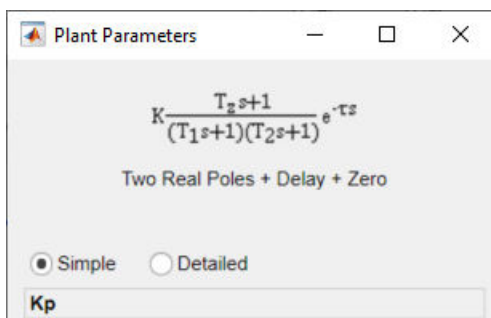 Plant Parameters
K (T_z s+1) / ((T_1 s+1)(T_2 s+1)) e^-τs
Two Real Poles + Delay + Zero
Simple Detailed
Kp